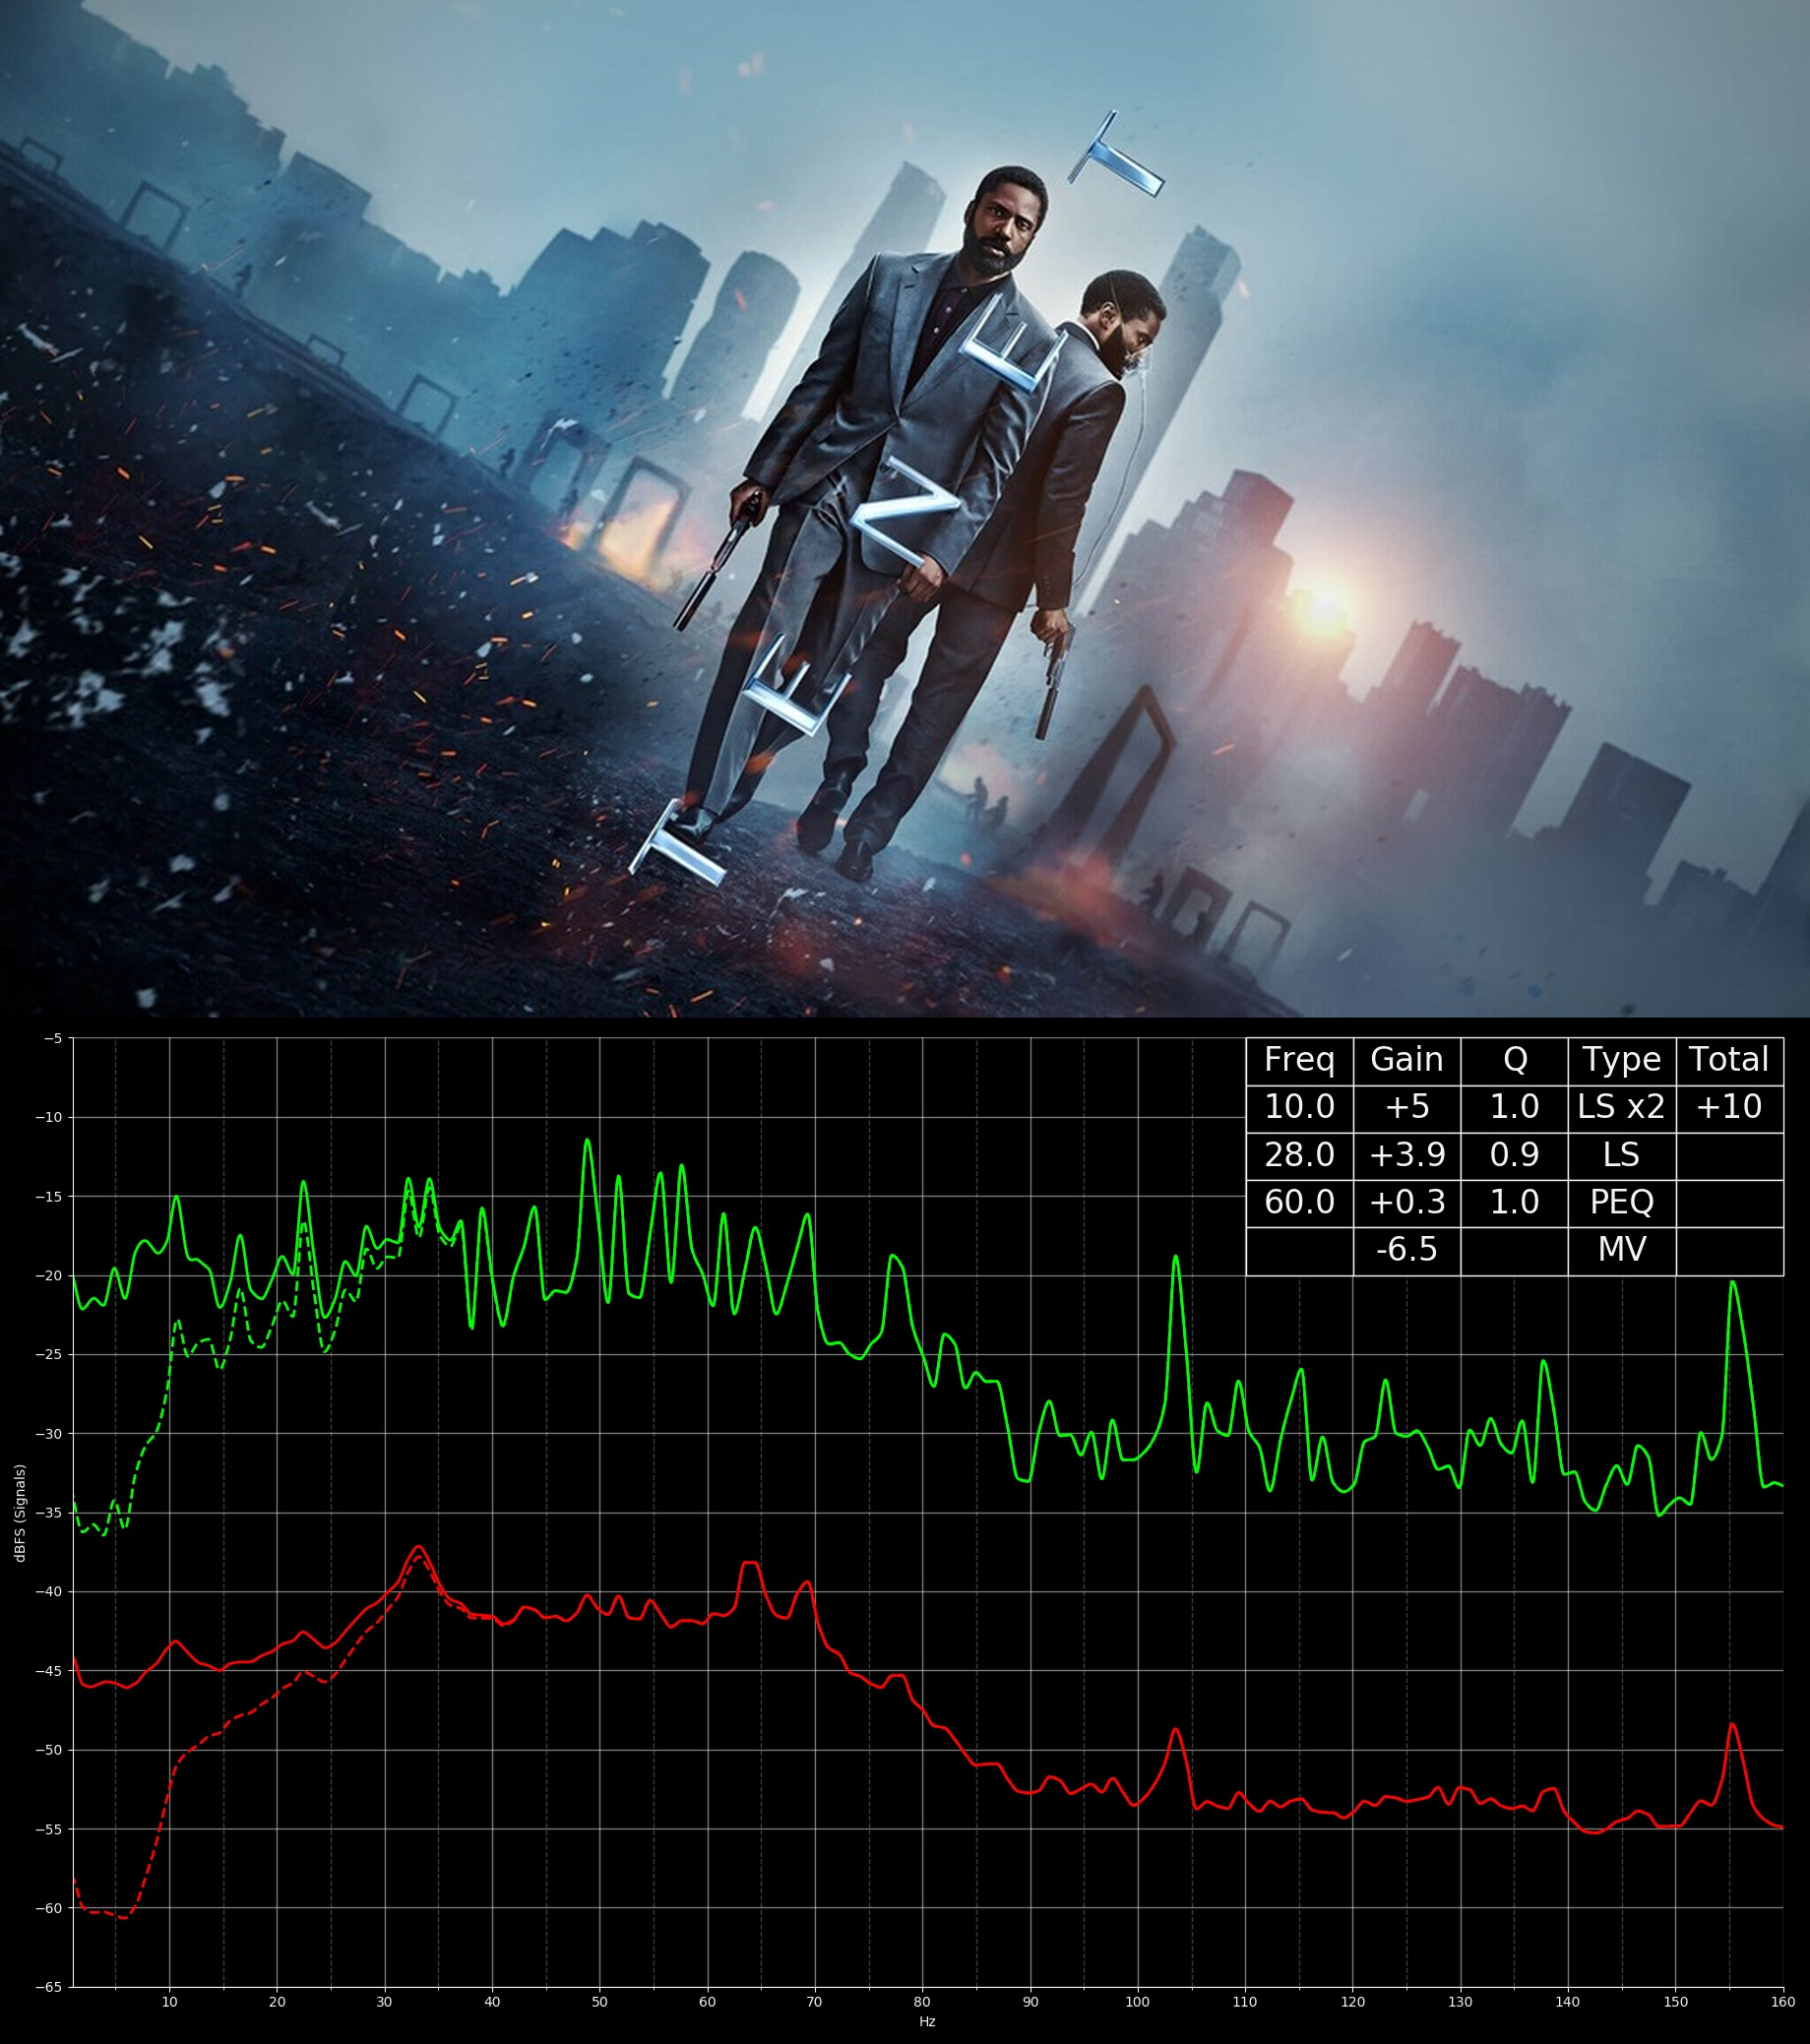 T
E
N
E
T
Freq Gain Q Type Total
10.0 +5 1.0 LS x2 +10
28.0 +3.9 0.9 LS
60.0 +0.3 1.0 PEQ
-6.5 MV
−5
−10
−15
−20
−25
−30
−35
−40
−45
−50
−55
−60
−65
dBFS (Signals)
10 20 30 40 50 60 70 80 90 100 110 120 130 140 150 160
Hz